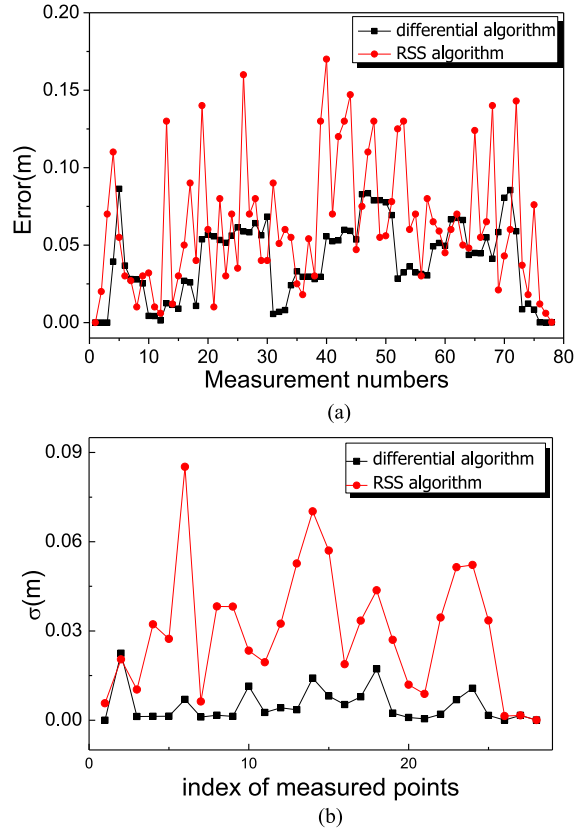 0.20
0.15
0.10
0.05
0.00
Error(m)
differential algorithm
RSS algorithm
0 10 20 30 40 50 60 70 80
Measurement numbers
(a)
0.09
0.06
0.03
0.00
σ(m)
differential algorithm
RSS algorithm
0 10 20
index of measured points
(b)